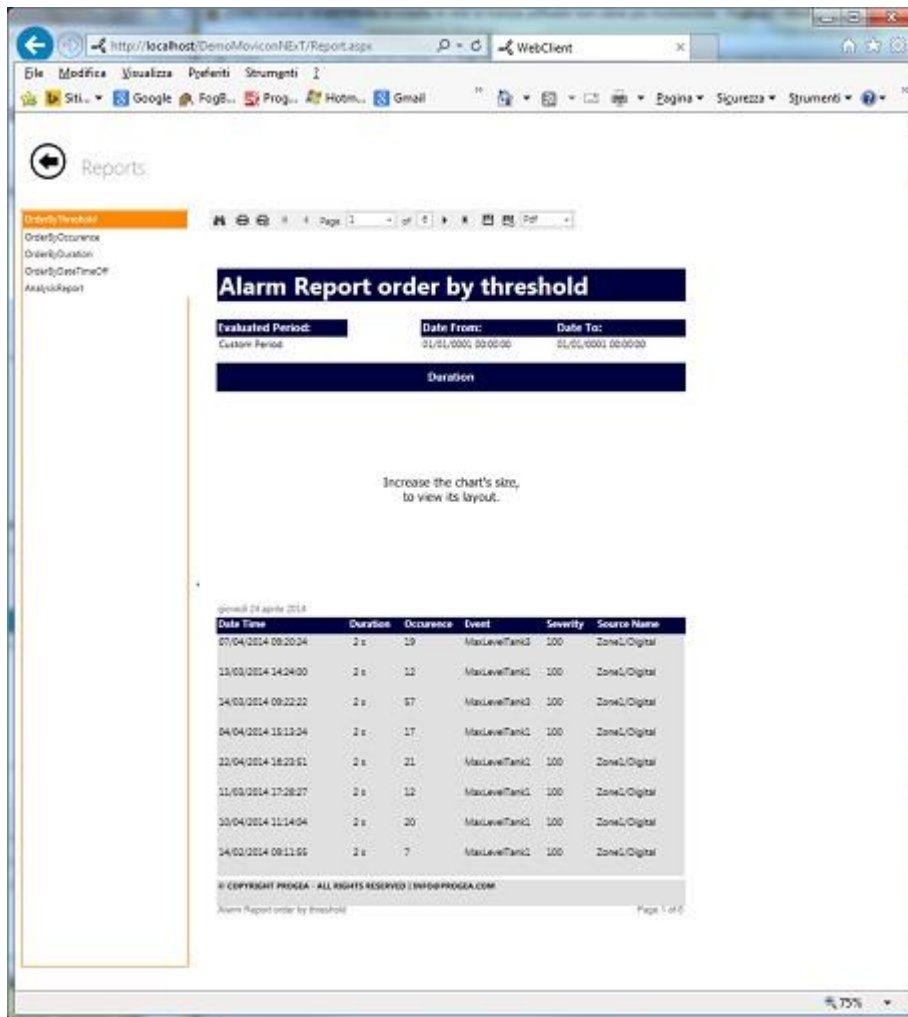 http://localhost/DemoMoviconNExT/Report.aspx
WebClient
File Modifica Visualizza Preferiti Strumenti ?
Siti... Google FogB... Prog... Hotm... Gmail
Pagina Sicurezza Strumenti
Reports
OrderByThreshold
OrderByOccurence
OrderByDuration
OrderByDateTimeOff
AnalysisReport
Page 1 of 6 Pdf
Alarm Report order by threshold
Evaluated Period: Date From: Date To:
Custom Period 01/01/0001 00:00:00 01/01/0001 00:00:00
Duration
Increase the chart's size,
to view its layout.
giovedì 24 aprile 2014
Date Time Duration Occurence Event Severity Source Name
07/04/2014 09:20:34 2 s 19 100 Zone1/Digital
13/03/2014 14:24:00 2 s 12 MaxLevelTank1 100 Zone1/Digital
14/03/2014 09:22:22 2 s 57 100 Zone1/Digital
04/04/2014 15:13:34 2 s 17 MaxLevelTank1 100 Zone1/Digital
22/04/2014 16:23:51 2 s 21 MaxLevelTank1 100 Zone1/Digital
11/03/2014 17:28:27 2 s 12 MaxLevelTank1 100 Zone1/Digital
10/04/2014 11:14:04 2 s 20 MaxLevelTank1 100 Zone1/Digital
14/02/2014 09:11:55 2 s 7 MaxLevelTank1 100 Zone1/Digital
© COPYRIGHT PROGEA - ALL RIGHTS RESERVED | INFO@PROGEA.COM
Alarm Report order by threshold Page 1 of 6
75%